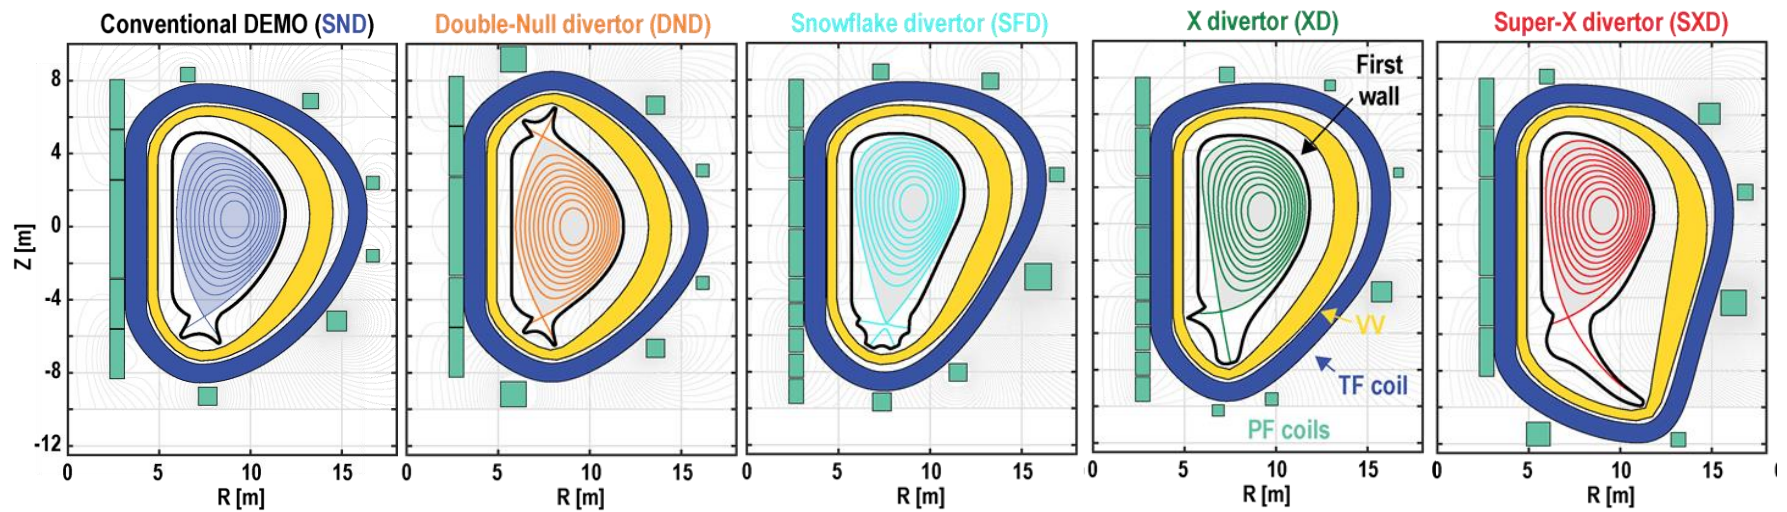 Conventional DEMO (SND)
Double-Null divertor (DND)
Snowflake divertor (SFD)
X divertor (XD)
Super-X divertor (SXD)
8
4
0
-4
-8
-12
Z [m]
First
wall
VV
TF coil
PF coils
0 5 10 15
0 5 10 15
0 5 10 15
0 5 10 15
0 5 10 15
R [m]
R [m]
R [m]
R [m]
R [m]